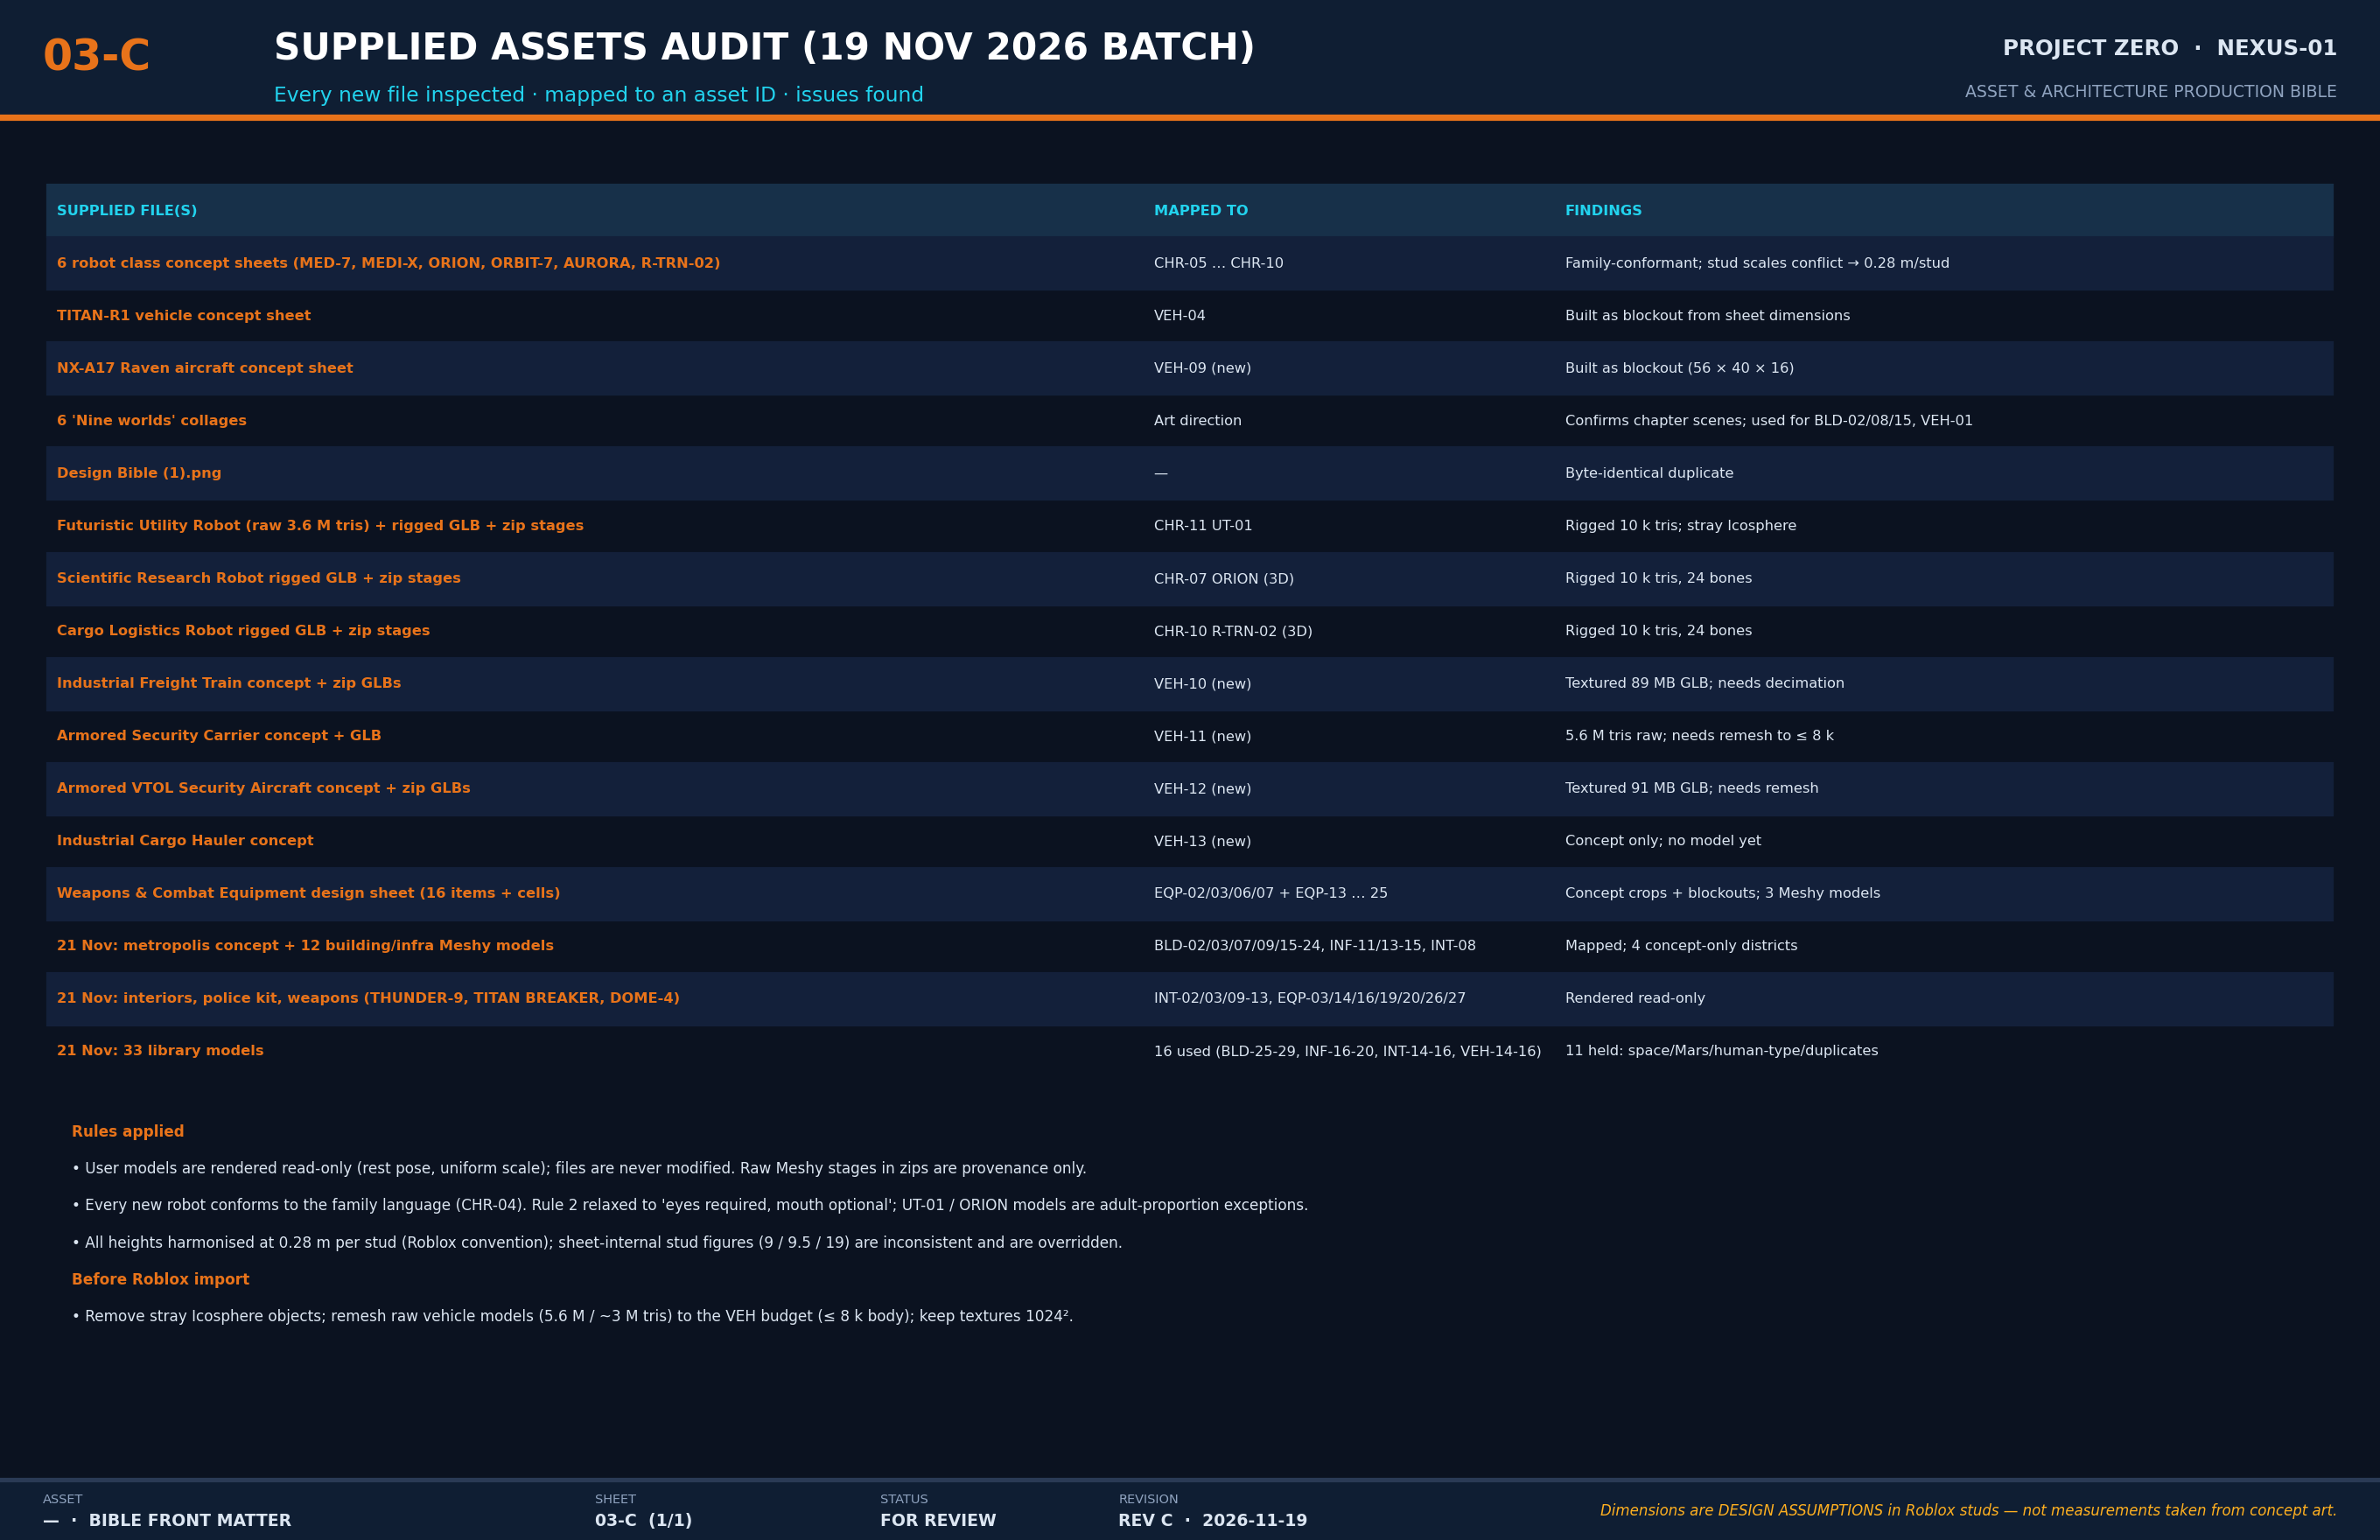 03-C
SUPPLIED ASSETS AUDIT (19 NOV 2026 BATCH)
Every new file inspected · mapped to an asset ID · issues found
PROJECT ZERO · NEXUS-01
ASSET & ARCHITECTURE PRODUCTION BIBLE
SUPPLIED FILE(S) MAPPED TO FINDINGS
6 robot class concept sheets (MED-7, MEDI-X, ORION, ORBIT-7, AURORA, R-TRN-02) CHR-05 … CHR-10 Family-conformant; stud scales conflict → 0.28 m/stud
TITAN-R1 vehicle concept sheet VEH-04 Built as blockout from sheet dimensions
NX-A17 Raven aircraft concept sheet VEH-09 (new) Built as blockout (56 × 40 × 16)
6 'Nine worlds' collages Art direction Confirms chapter scenes; used for BLD-02/08/15, VEH-01
Design Bible (1).png — Byte-identical duplicate
Futuristic Utility Robot (raw 3.6 M tris) + rigged GLB + zip stages CHR-11 UT-01 Rigged 10 k tris; stray Icosphere
Scientific Research Robot rigged GLB + zip stages CHR-07 ORION (3D) Rigged 10 k tris, 24 bones
Cargo Logistics Robot rigged GLB + zip stages CHR-10 R-TRN-02 (3D) Rigged 10 k tris, 24 bones
Industrial Freight Train concept + zip GLBs VEH-10 (new) Textured 89 MB GLB; needs decimation
Armored Security Carrier concept + GLB VEH-11 (new) 5.6 M tris raw; needs remesh to ≤ 8 k
Armored VTOL Security Aircraft concept + zip GLBs VEH-12 (new) Textured 91 MB GLB; needs remesh
Industrial Cargo Hauler concept VEH-13 (new) Concept only; no model yet
Weapons & Combat Equipment design sheet (16 items + cells) EQP-02/03/06/07 + EQP-13 … 25 Concept crops + blockouts; 3 Meshy models
21 Nov: metropolis concept + 12 building/infra Meshy models BLD-02/03/07/09/15-24, INF-11/13-15, INT-08 Mapped; 4 concept-only districts
21 Nov: interiors, police kit, weapons (THUNDER-9, TITAN BREAKER, DOME-4) INT-02/03/09-13, EQP-03/14/16/19/20/26/27 Rendered read-only
21 Nov: 33 library models 16 used (BLD-25-29, INF-16-20, INT-14-16, VEH-14-16) 11 held: space/Mars/human-type/duplicates
Rules applied
• User models are rendered read-only (rest pose, uniform scale); files are never modified. Raw Meshy stages in zips are provenance only.
• Every new robot conforms to the family language (CHR-04). Rule 2 relaxed to 'eyes required, mouth optional'; UT-01 / ORION models are adult-proportion exceptions.
• All heights harmonised at 0.28 m per stud (Roblox convention); sheet-internal stud figures (9 / 9.5 / 19) are inconsistent and are overridden.
Before Roblox import
• Remove stray Icosphere objects; remesh raw vehicle models (5.6 M / ~3 M tris) to the VEH budget (≤ 8 k body); keep textures 1024².
ASSET SHEET STATUS REVISION
— · BIBLE FRONT MATTER 03-C (1/1) FOR REVIEW REV C · 2026-11-19
Dimensions are DESIGN ASSUMPTIONS in Roblox studs — not measurements taken from concept art.